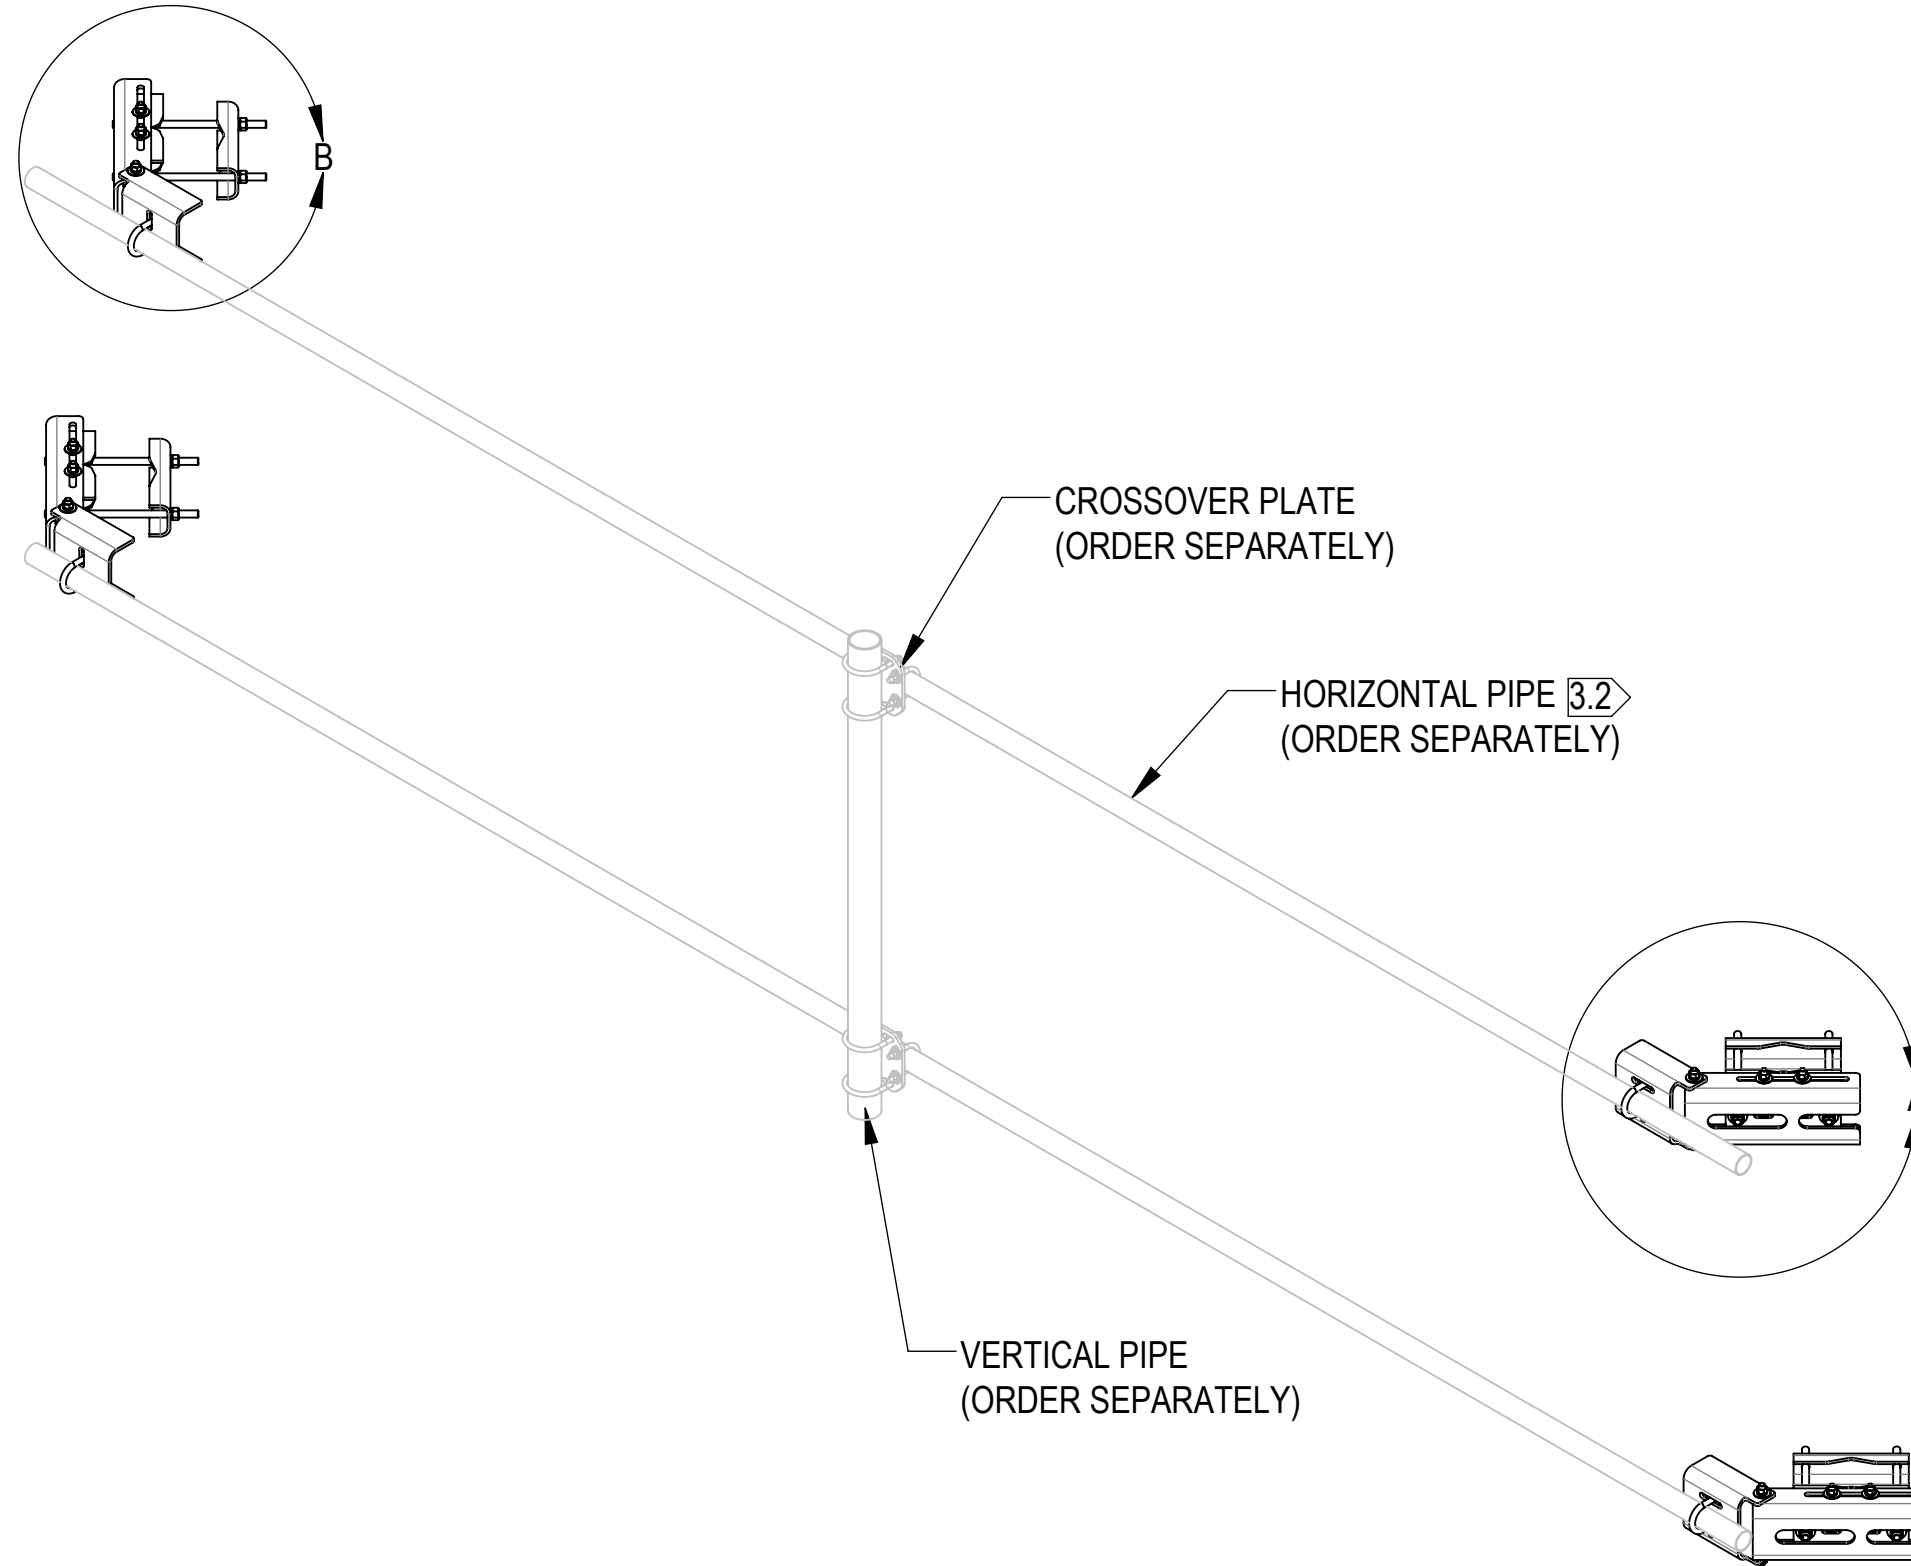 B
CROSSOVER PLATE
(ORDER SEPARATELY)
HORIZONTAL PIPE 3.2
(ORDER SEPARATELY)
VERTICAL PIPE
(ORDER SEPARATELY)